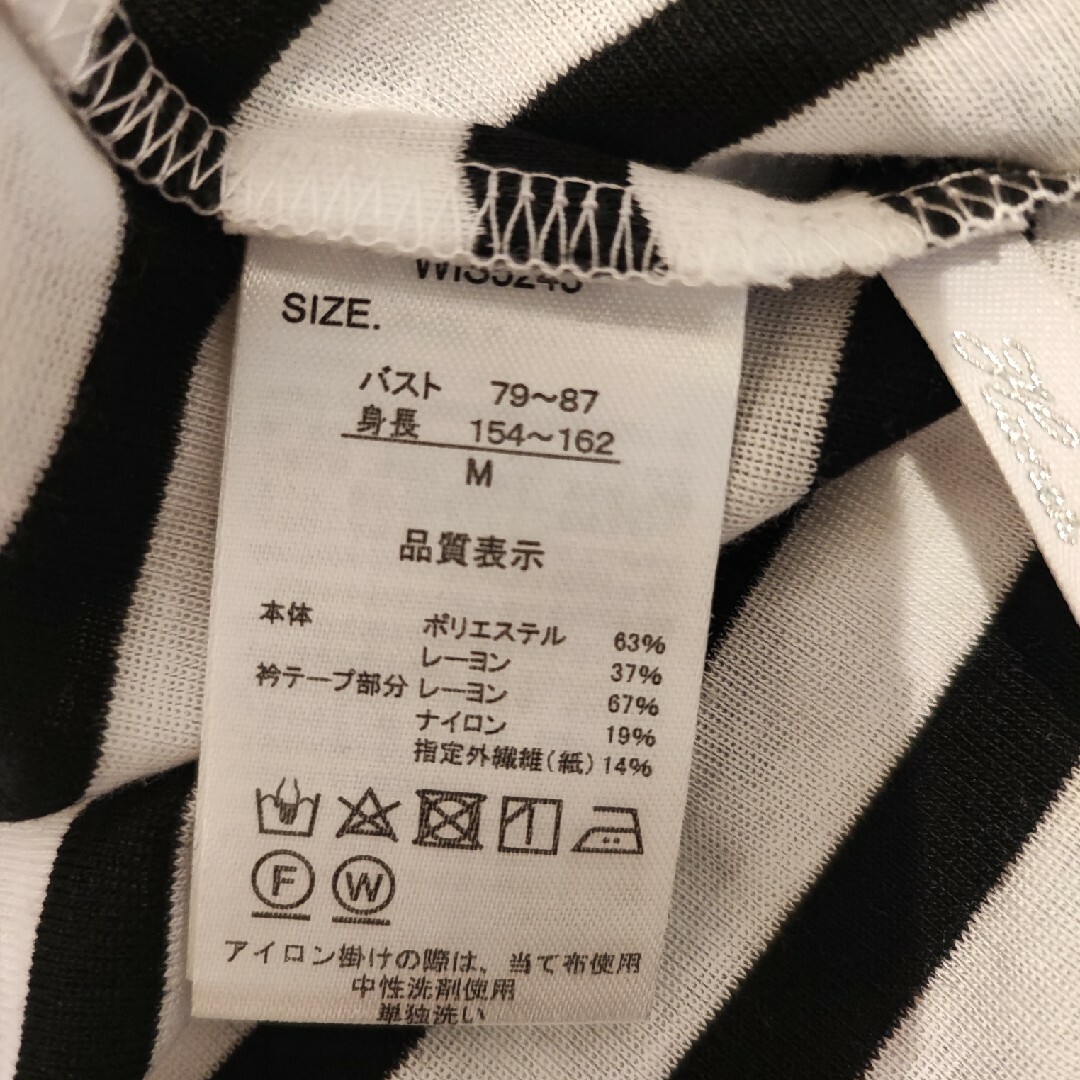 SIZE.
バスト 79～87
身長 154～162
M
品質表示
本体 ポリエステル 63%
レーヨン 37%
衿テープ部分 レーヨン 67%
ナイロン 19%
指定外繊維(紙) 14%
F W
アイロン掛けの際は、当て布使用
中性洗剤使用
単独洗い